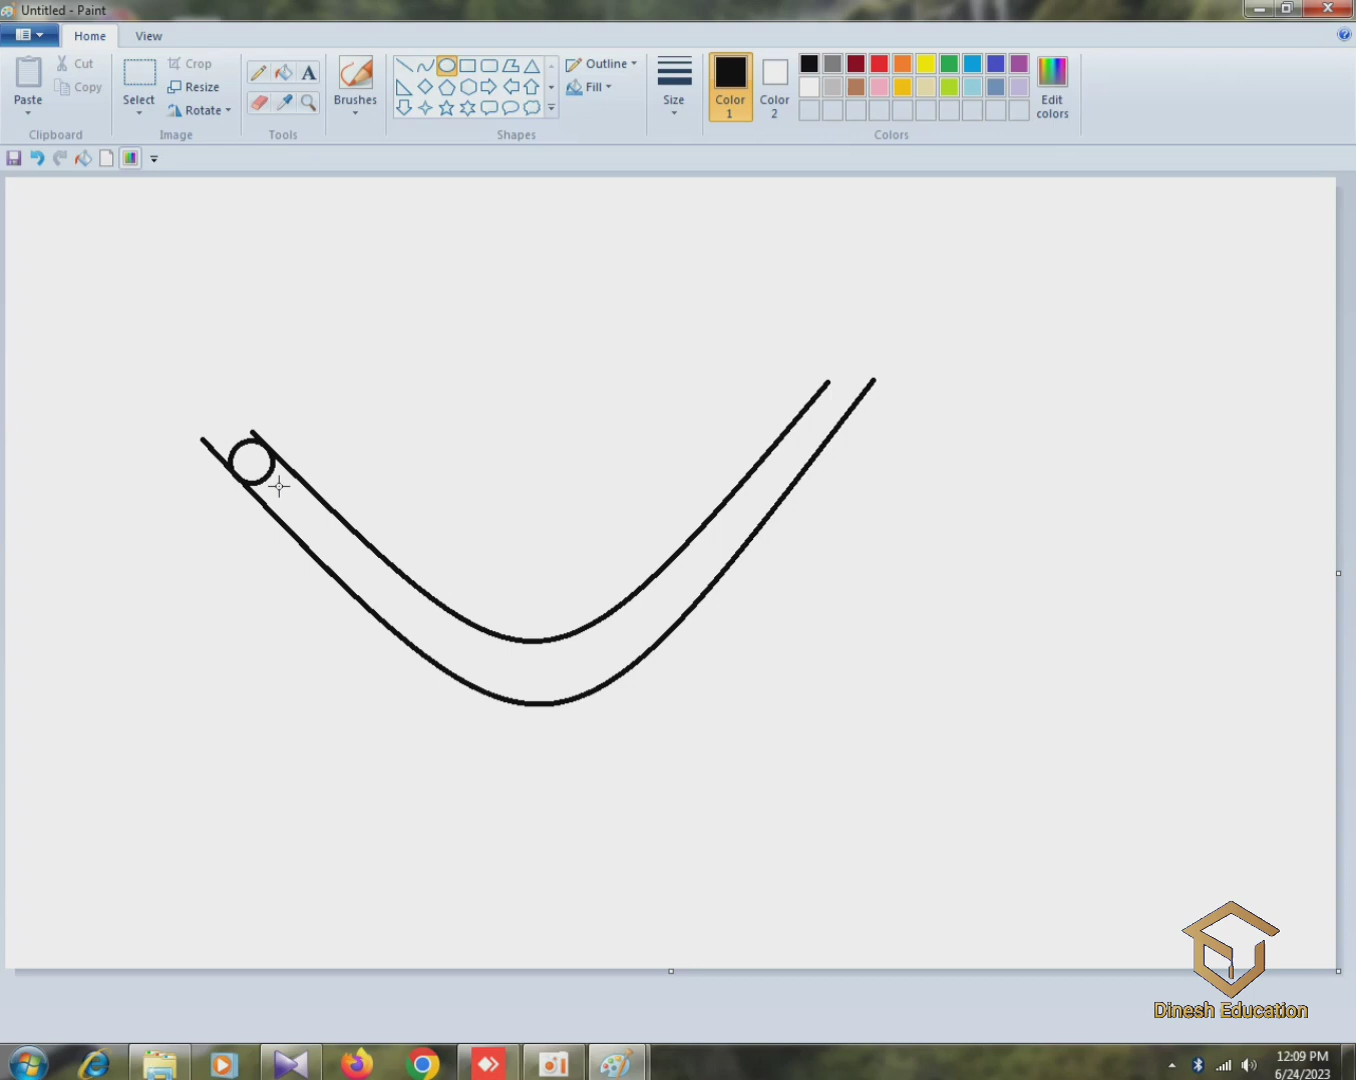 Untitled - Paint
Home
View
Paste
Cut
Copy
Clipboard
Select
Crop
Resize
Rotate
Image
A
Tools
Brushes
Outline
Fill
Shapes
Size
Color
1
Color
2
Edit
colors
Colors
Dinesh Education
12:09 PM
6/24/2023